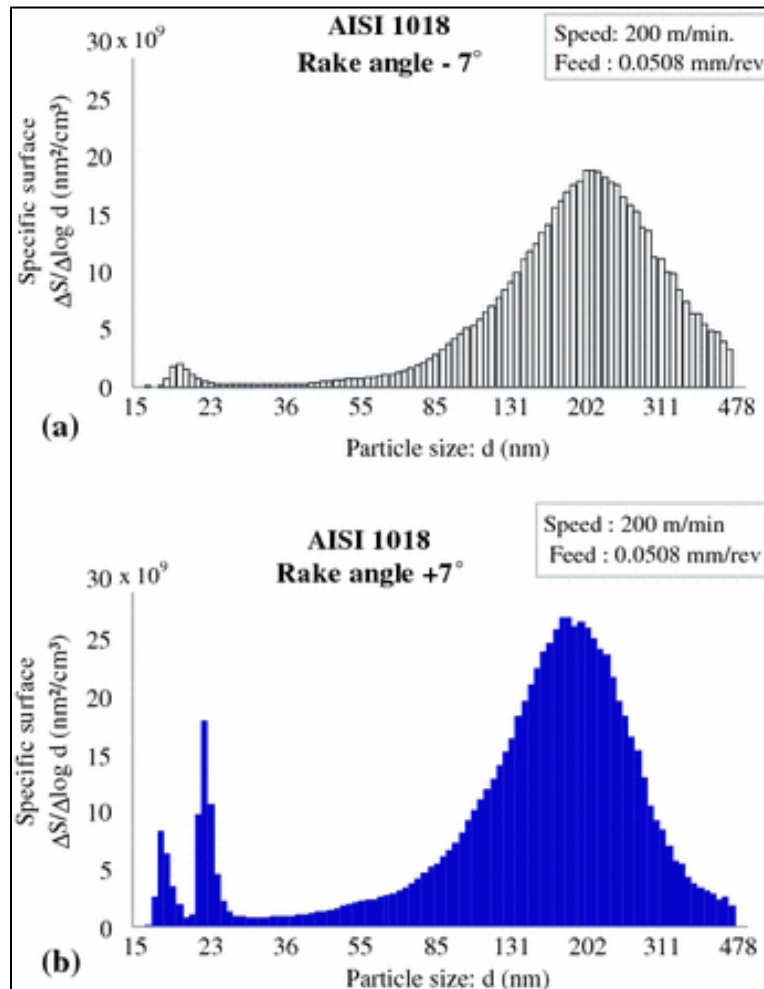 AISI 1018
Rake angle - 7°
Speed: 200 m/min.
Feed : 0.0508 mm/rev
30 x 10⁹
25
20
15
10
5
0
Specific surface
ΔS/Δlog d (nm²/cm³)
15 23 36 55 85 131 202 311 478
(a)
Particle size: d (nm)
AISI 1018
Rake angle +7°
Speed : 200 m/min
Feed : 0.0508 mm/rev
30 x 10⁹
25
20
15
10
5
0
Specific surface
ΔS/Δlog d (nm²/cm³)
15 23 36 55 85 131 202 311 478
(b)
Particle size: d (nm)